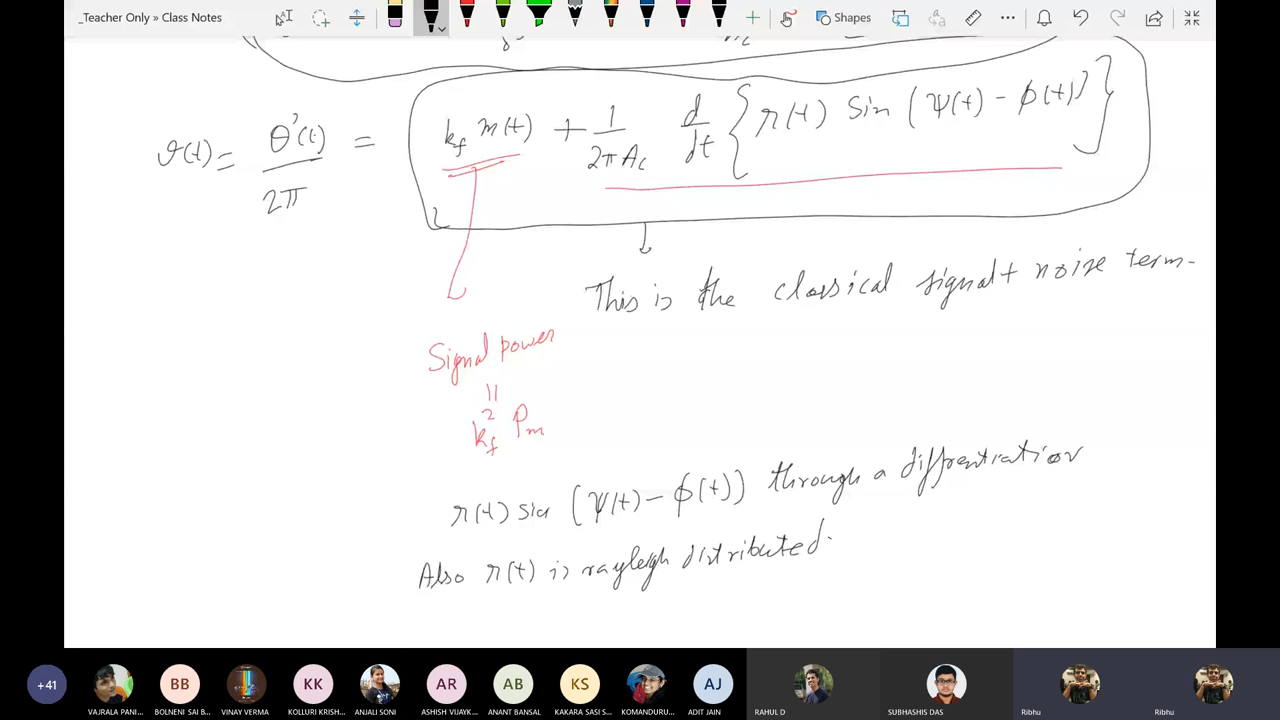 _Teacher Only » Class Notes
Shapes
ϑ(t) = θ'(t) / 2π = k_f m(t) + 1 / 2πA_c d/dt { r(t) Sin (ψ(t) - φ(t)) }
This is the classical signal + noise term -
Signal power
=
k_f² P_m
r(t) sin (ψ(t) - φ(t)) through a diffrentiation
Also r(t) is rayleigh distributed.
+41
BB
KK
AR
AB
KS
AJ
VAJRALA PANI...
BOLNENI SAI B...
VINAY VERMA
KOLLURI KRISH...
ANJALI SONI
ASHISH VIJAYK...
ANANT BANSAL
KAKARA SASI S...
KOMANDURU...
ADIT JAIN
RAHUL D
SUBHASHIS DAS
Ribhu
Ribhu